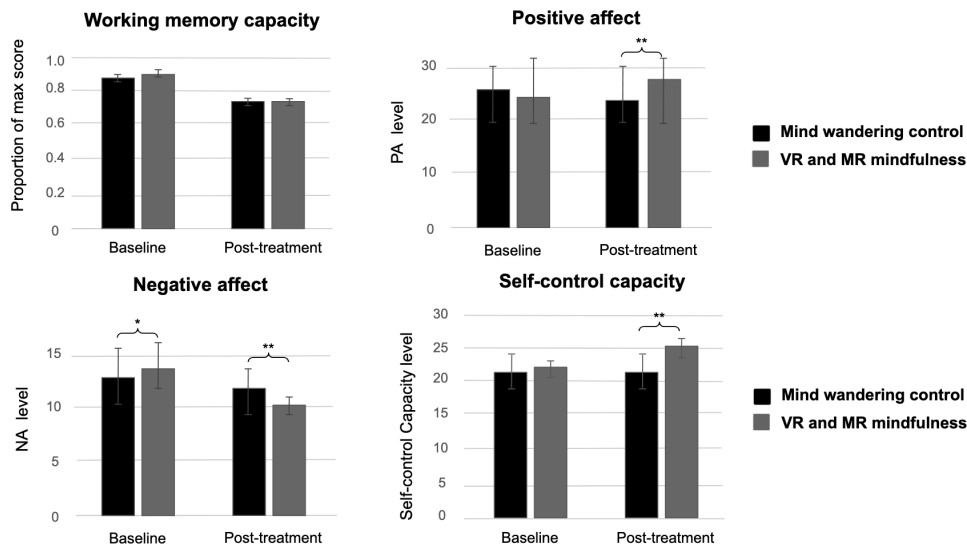 Working memory capacity
Proportion of max score
1.0
0.8
0.6
0.4
0.2
0
Baseline
Post-treatment
Positive affect
**
PA level
30
20
10
0
Baseline
Post-treatment
Mind wandering control
VR and MR mindfulness
Negative affect
*
**
NA level
15
10
5
0
Baseline
Post-treatment
Self-control capacity
**
Self-control Capacity level
30
25
20
15
10
5
0
Baseline
Post-treatment
Mind wandering control
VR and MR mindfulness